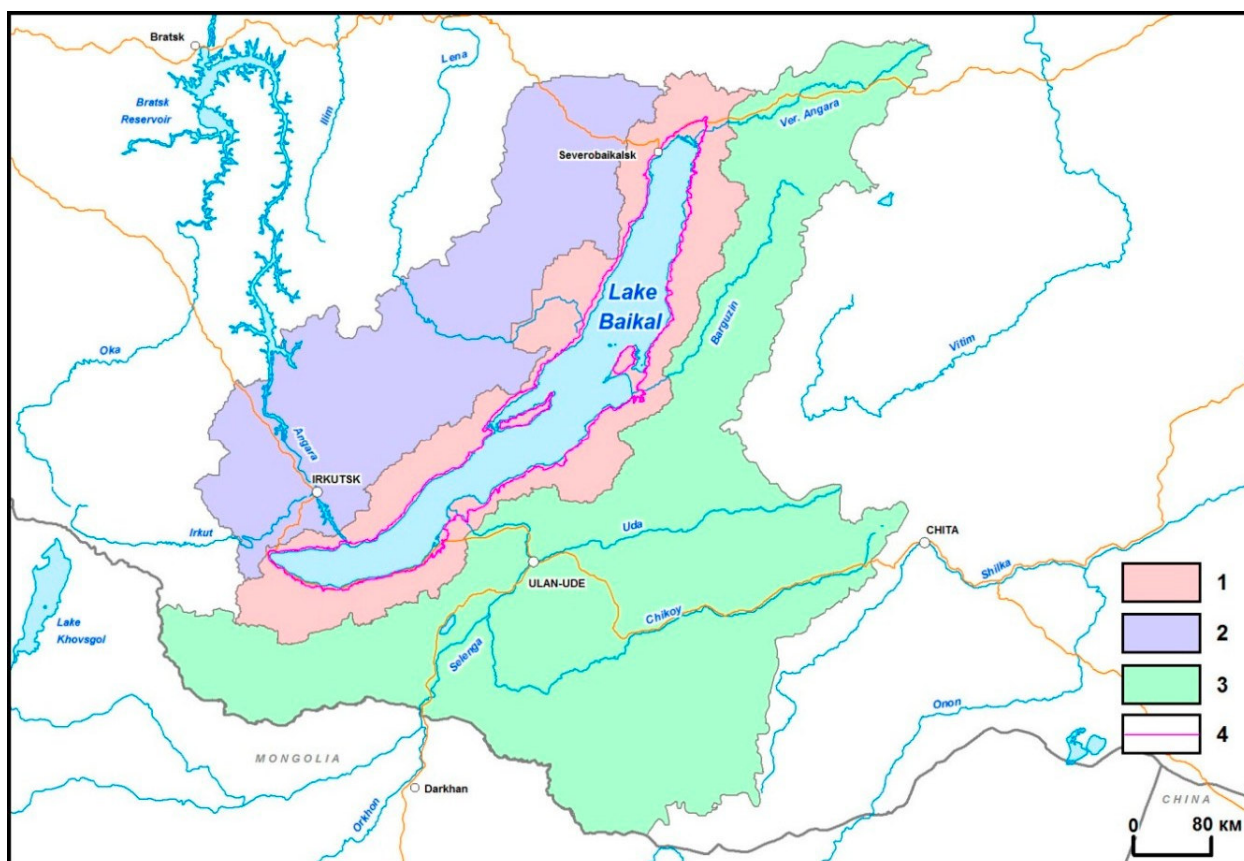 Bratsk
Bratsk
Reservoir
Ilim
Lena
Ver. Angara
Severobaikalsk
Lake
Baikal
Barguzin
Oka
Vitim
Angara
IRKUTSK
Irkut
Uda
CHITA
ULAN-UDE
Shilka
Chikoy
Lake
Khovsgol
Selenga
Onon
MONGOLIA
Darkhan
Orkhon
CHINA
1
2
3
4
0 80 КМ